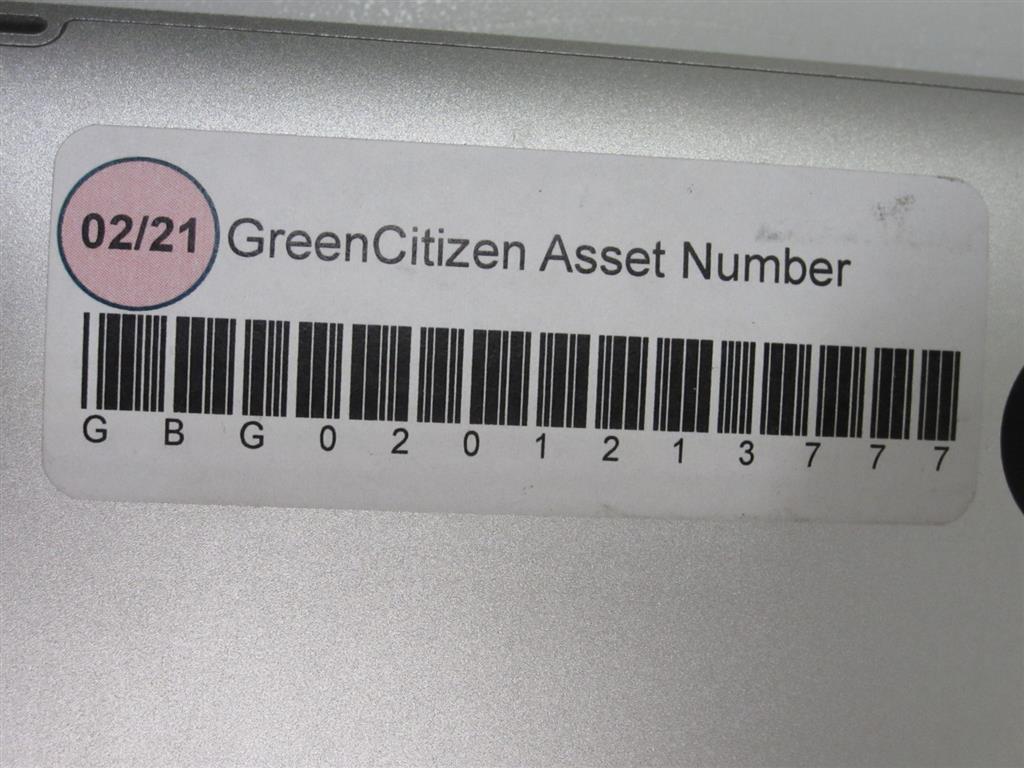 02/21 GreenCitizen Asset Number
G B G 0 2 0 1 2 1 3 7 7 7